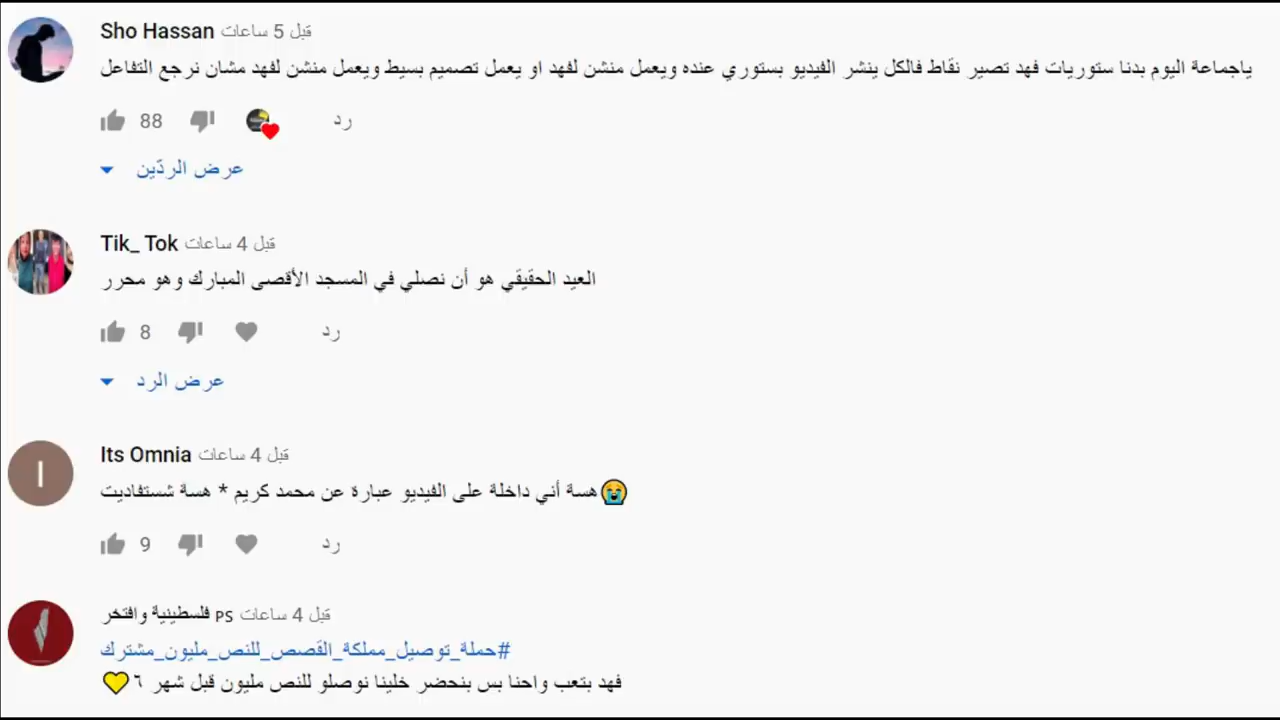 Sho Hassan قبل 5 ساعات
ياجماعة اليوم بدنا ستوريات فهد تصير نقاط فالكل ينشر الفيديو بستوري عنده ويعمل منشن لفهد او يعمل تصميم بسيط ويعمل منشن لفهد مشان نرجع التفاعل
88 رد
عرض الردّين
Tik_ Tok قبل 4 ساعات
العيد الحقيقي هو أن نصلي في المسجد الأقصى المبارك وهو محرر
8 رد
عرض الرد
Its Omnia قبل 4 ساعات
😭هسة أني داخلة على الفيديو عبارة عن محمد كريم * هسة شستفاديت
9 رد
فلسطينية وافتخر PS قبل 4 ساعات
#حملة_توصيل_مملكة_القصص_للنص_مليون_مشترك
فهد بتعب واحنا بس بنحضر خلينا نوصلو للنص مليون قبل شهر ٦ 💛